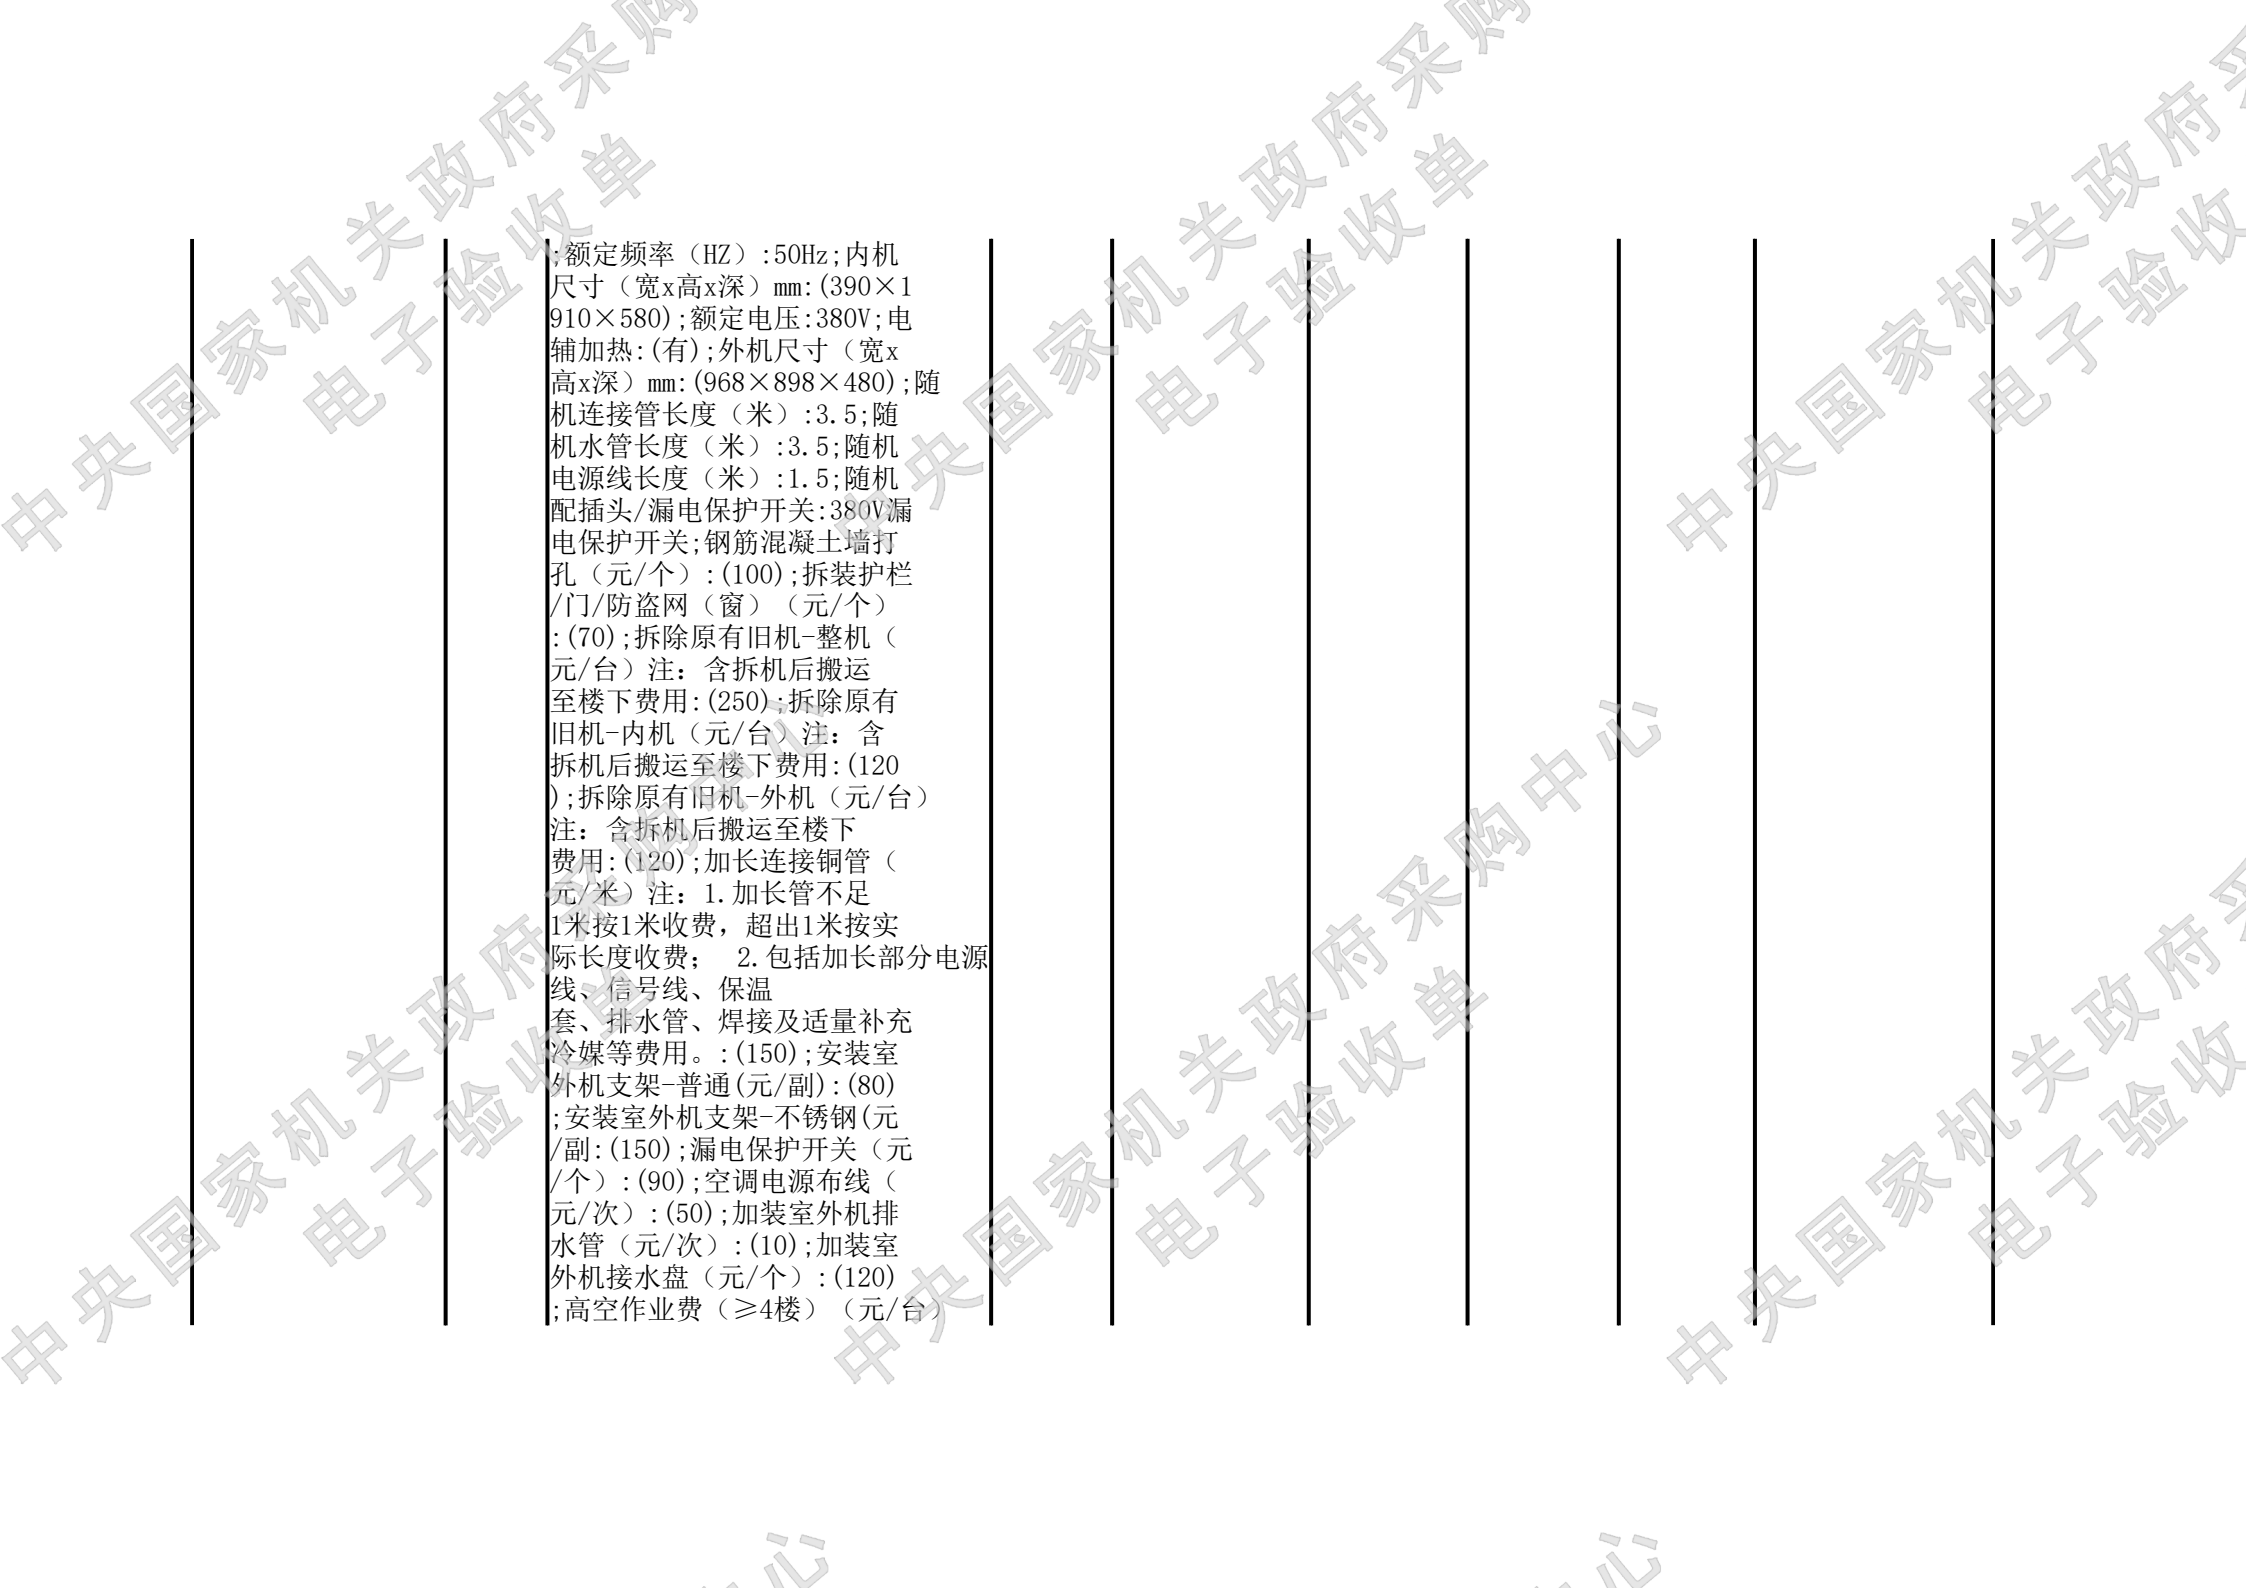 ;额定频率（HZ）:50Hz;内机
尺寸（宽x高x深）mm:(390×1
910×580);额定电压:380V;电
辅加热:(有);外机尺寸（宽x
高x深）mm:(968×898×480);随
机连接管长度（米）:3.5;随
机水管长度（米）:3.5;随机
电源线长度（米）:1.5;随机
配插头/漏电保护开关:380V漏
电保护开关;钢筋混凝土墙打
孔（元/个）:(100);拆装护栏
/门/防盗网（窗）（元/个）
:(70);拆除原有旧机-整机（
元/台）注：含拆机后搬运
至楼下费用:(250);拆除原有
旧机-内机（元/台）注：含
拆机后搬运至楼下费用:(120
);拆除原有旧机-外机（元/台）
注：含拆机后搬运至楼下
费用:(120);加长连接铜管（
元/米）注：1.加长管不足
1米按1米收费，超出1米按实
际长度收费； 2.包括加长部分电源
线、信号线、保温
套、排水管、焊接及适量补充
冷媒等费用。:(150);安装室
外机支架-普通(元/副):(80)
;安装室外机支架-不锈钢(元
/副:(150);漏电保护开关（元
/个）:(90);空调电源布线（
元/次）:(50);加装室外机排
水管（元/次）:(10);加装室
外机接水盘（元/个）:(120)
;高空作业费（≥4楼）（元/台）
中央国家机关政府采购中心
电子验收单